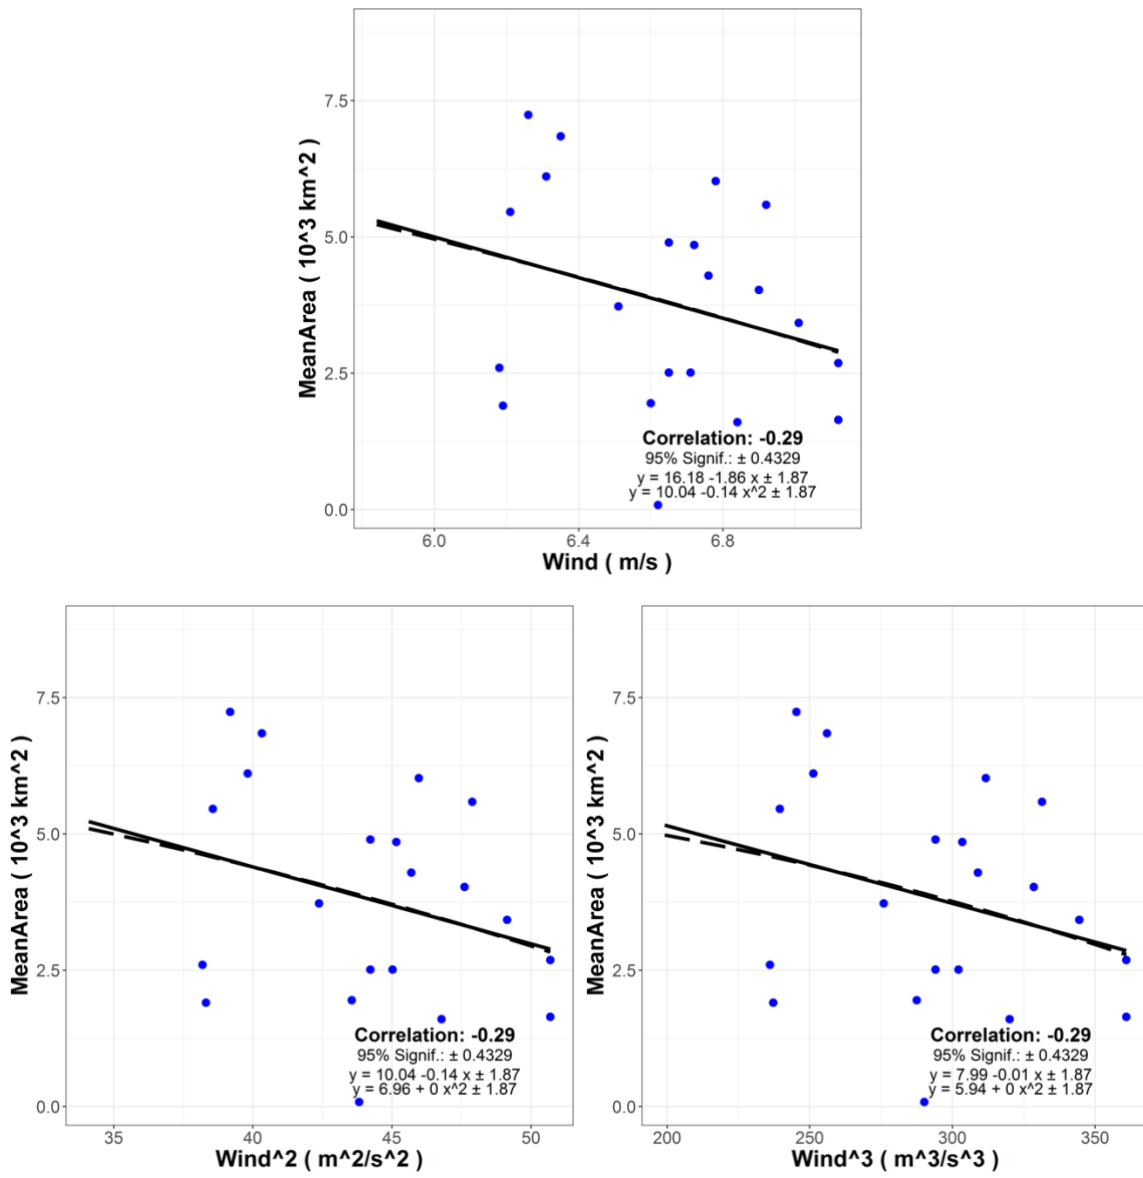 MeanArea ( 10^3 km^2 )
7.5
5.0
2.5
0.0
Correlation: -0.29
95% Signif.: ± 0.4329
y = 16.18 -1.86 x ± 1.87
y = 10.04 -0.14 x^2 ± 1.87
6.0 6.4 6.8
Wind ( m/s )
MeanArea ( 10^3 km^2 )
7.5
5.0
2.5
0.0
Correlation: -0.29
95% Signif.: ± 0.4329
y = 10.04 -0.14 x ± 1.87
y = 6.96 + 0 x^2 ± 1.87
35 40 45 50
Wind^2 ( m^2/s^2 )
MeanArea ( 10^3 km^2 )
7.5
5.0
2.5
0.0
Correlation: -0.29
95% Signif.: ± 0.4329
y = 7.99 -0.01 x ± 1.87
y = 5.94 + 0 x^2 ± 1.87
200 250 300 350
Wind^3 ( m^3/s^3 )